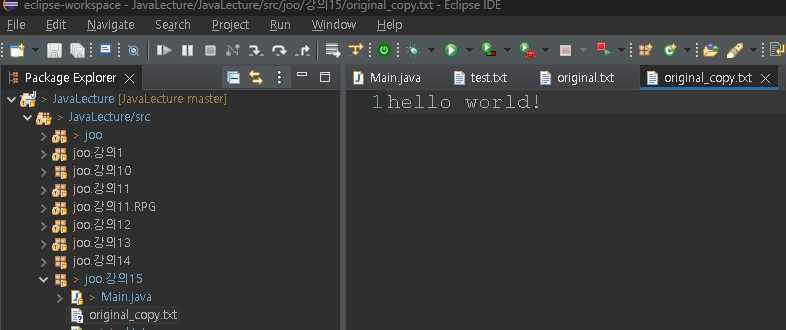 eclipse-workspace - JavaLecture/JavaLecture/src/joo/강의15/original_copy.txt - Eclipse IDE
File Edit Navigate Search Project Run Window Help
Package Explorer
Main.java test.txt original.txt original_copy.txt
> JavaLecture [JavaLecture master]
1hello world!
> JavaLecture/src
> joo
joo.강의1
joo.강의10
joo.강의11
joo.강의11.RPG
joo.강의12
joo.강의13
joo.강의14
> joo.강의15
> Main.java
original_copy.txt